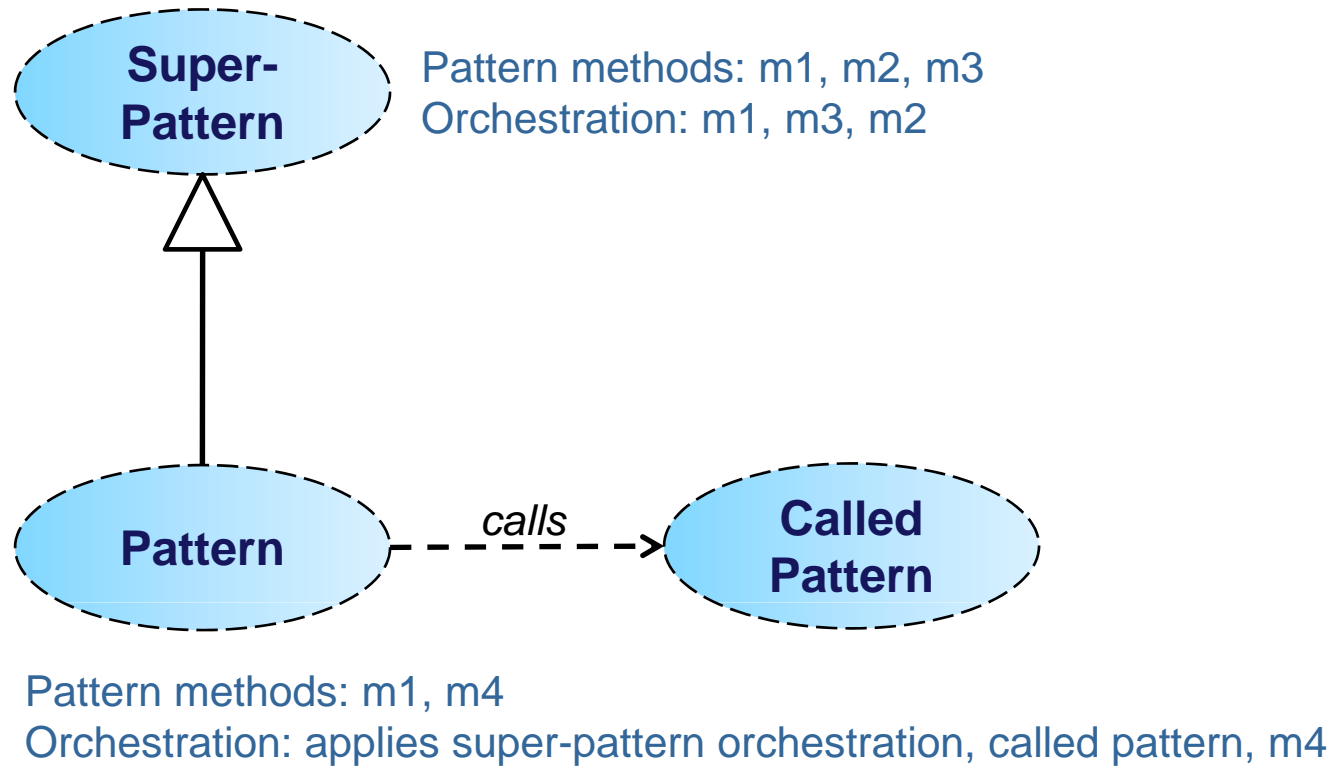 Super-
Pattern
Pattern methods: m1, m2, m3
Orchestration: m1, m3, m2
Pattern
calls
Called
Pattern
Pattern methods: m1, m4
Orchestration: applies super-pattern orchestration, called pattern, m4